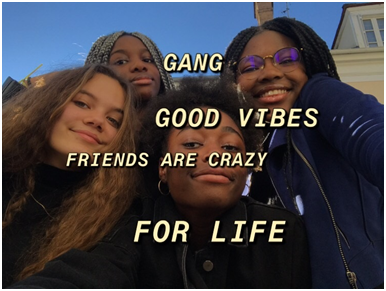 GANG
GOOD VIBES
FRIENDS ARE CRAZY
FOR LIFE